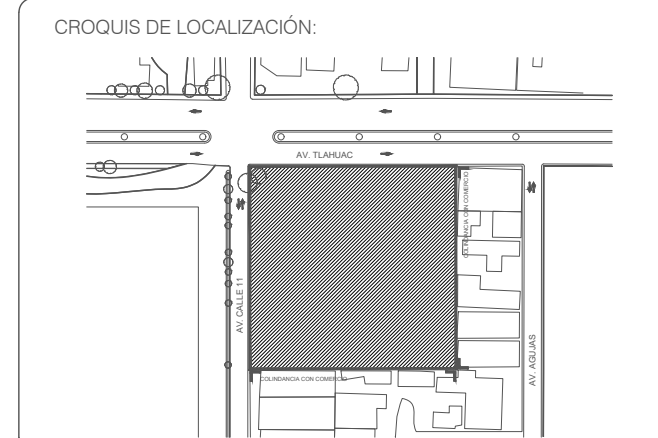 CROQUIS DE LOCALIZACIÓN:
AV. TLAHUAC
COLINDANCIA CON COMERCIO
AV. CALLE 11
AV. AGUJAS
COLINDANCIA CON COMERCIO